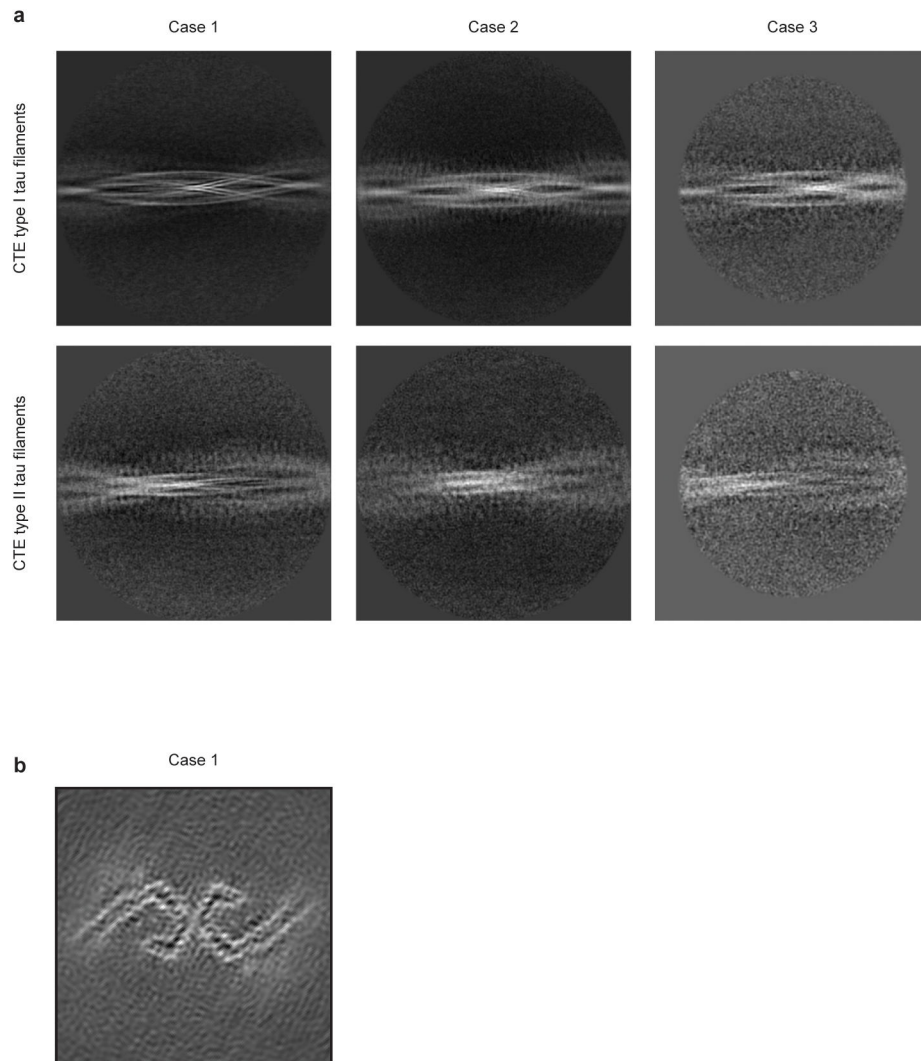 a
Case 1
Case 2
Case 3
CTE type I tau filaments
CTE type II tau filaments
b
Case 1